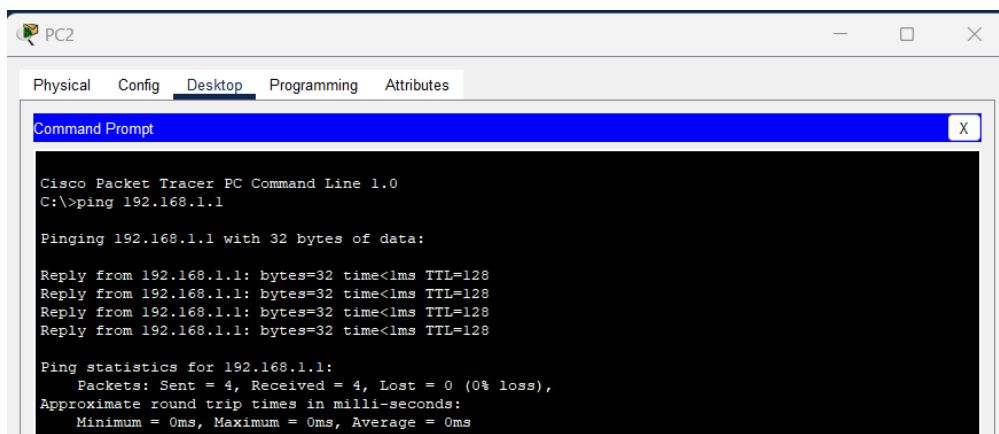 PC2
Physical Config Desktop Programming Attributes
Command Prompt X
Cisco Packet Tracer PC Command Line 1.0
C:\>ping 192.168.1.1
Pinging 192.168.1.1 with 32 bytes of data:
Reply from 192.168.1.1: bytes=32 time<1ms TTL=128
Reply from 192.168.1.1: bytes=32 time<1ms TTL=128
Reply from 192.168.1.1: bytes=32 time<1ms TTL=128
Reply from 192.168.1.1: bytes=32 time<1ms TTL=128
Ping statistics for 192.168.1.1:
Packets: Sent = 4, Received = 4, Lost = 0 (0% loss),
Approximate round trip times in milli-seconds:
Minimum = 0ms, Maximum = 0ms, Average = 0ms